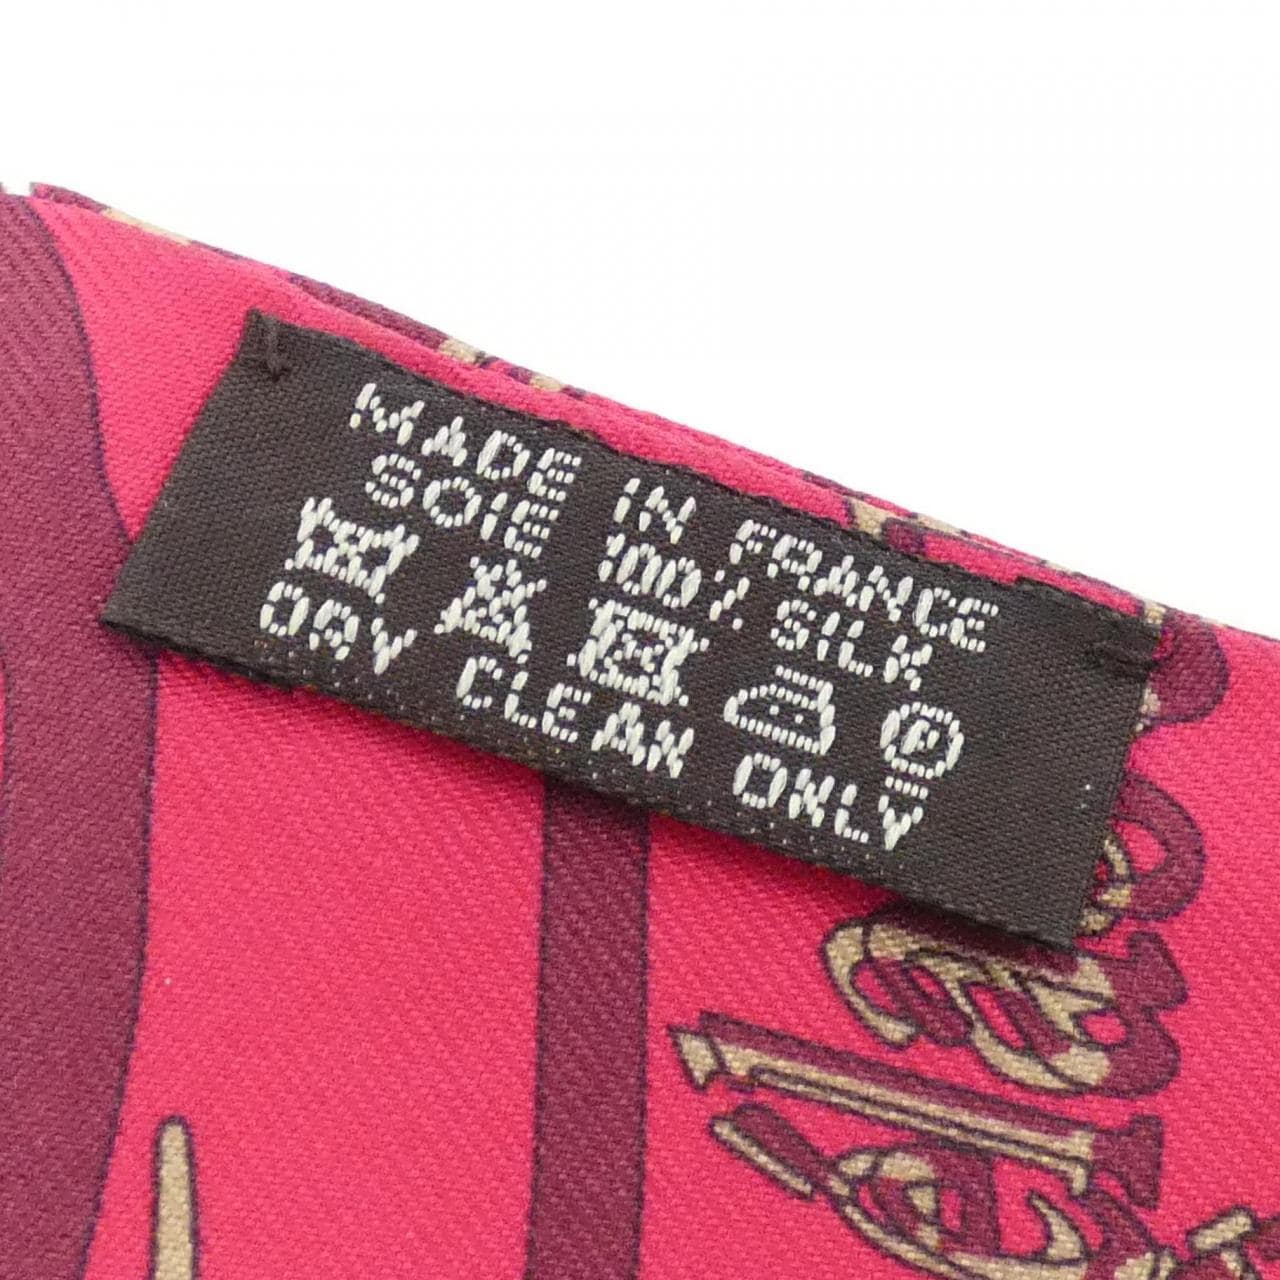 MADE IN FRANCE
SOIE 100% SILK
P
DRY CLEAN ONLY